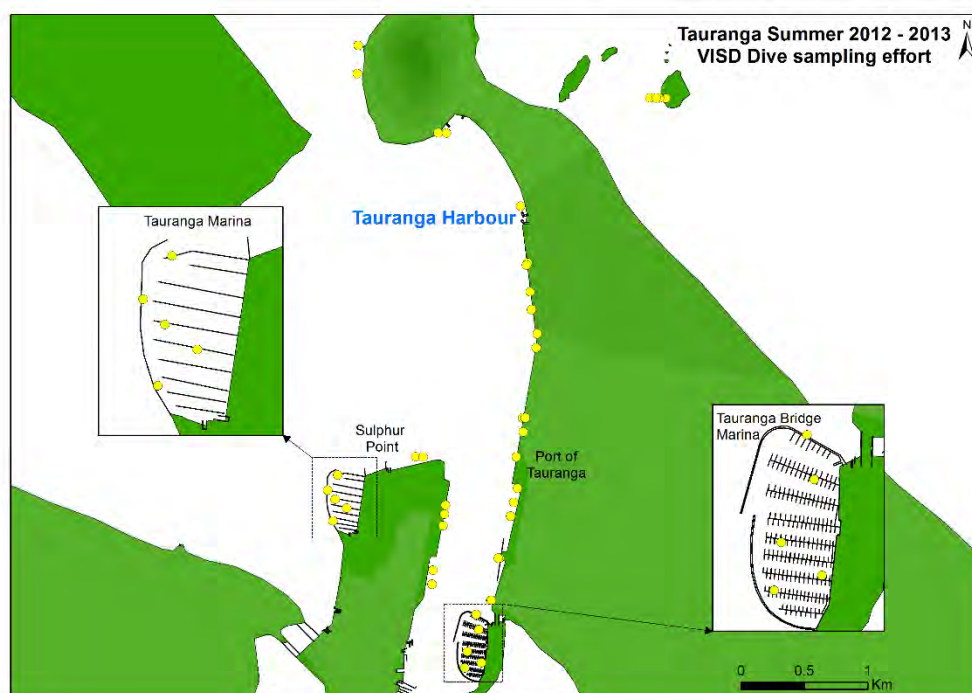 Tauranga Summer 2012 - 2013
VISD Dive sampling effort
N
Tauranga Marina
Tauranga Harbour
Sulphur
Point
Port of
Tauranga
Tauranga Bridge
Marina
0 0.5 1
Km